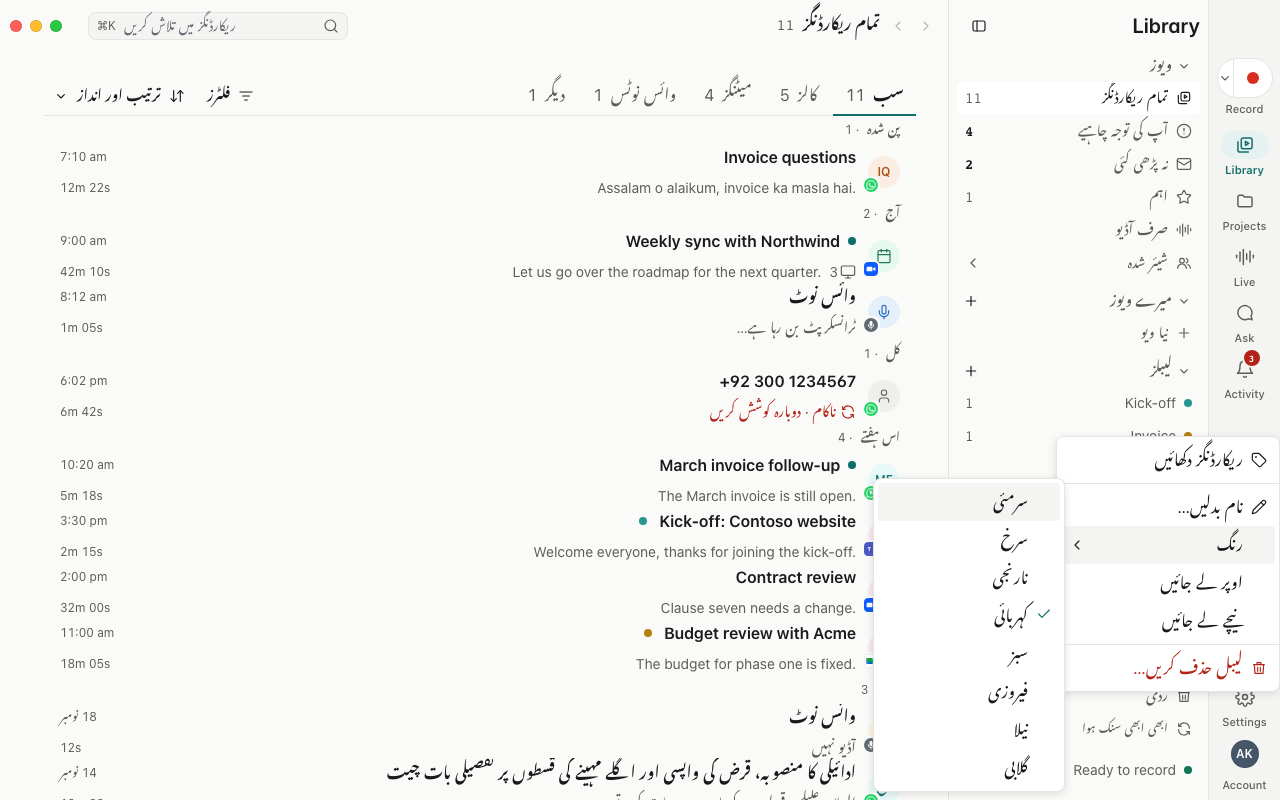 Record
Library
Projects
Live
Ask
3
Activity
Settings
AK
Account
Library
ویوز
تمام ریکارڈنگز 11
آپ کی توجہ چاہیے 4
نہ پڑھی گئی 2
اہم 1
صرف آڈیو
شیئر شدہ
میرے ویوز
نیا ویو
لیبلز
Kick-off 1
Invoice 1
ردی
ابھی ابھی سنک ہوا
Ready to record
ریکارڈنگز دکھائیں
نام بدلیں...
رنگ
اوپر لے جائیں
نیچے لے جائیں
لیبل حذف کریں...
سرمئی
سرخ
نارنجی
کہربائی
سبز
فیروزی
نیلا
گلابی
تمام ریکارڈنگز 11
ریکارڈنگز میں تلاش کریں ⌘K
سب 11
کالز 5
میٹنگز 4
وائس نوٹس 1
دیگر 1
فلٹرز
ترتیب اور انداز
پن شدہ · 1
IQ
Invoice questions
7:10 am
Assalam o alaikum, invoice ka masla hai.
12m 22s
آج · 2
Weekly sync with Northwind
9:00 am
3 Let us go over the roadmap for the next quarter.
42m 10s
وائس نوٹ
8:12 am
ٹرانسکرپٹ بن رہا ہے...
1m 05s
کل · 1
+92 300 1234567
6:02 pm
ناکام · دوبارہ کوشش کریں
6m 42s
اس ہفتے · 4
March invoice follow-up
10:20 am
The March invoice is still open.
5m 18s
Kick-off: Contoso website
3:30 pm
Welcome everyone, thanks for joining the kick-off.
2m 15s
Contract review
2:00 pm
Clause seven needs a change.
32m 00s
Budget review with Acme
11:00 am
The budget for phase one is fixed.
18m 05s
3
وائس نوٹ
18 نومبر
آڈیو نہیں
12s
ادائیگی کا منصوبہ، قرض کی واپسی اور اگلے مہینے کی قسطوں پر تفصیلی بات چیت
14 نومبر